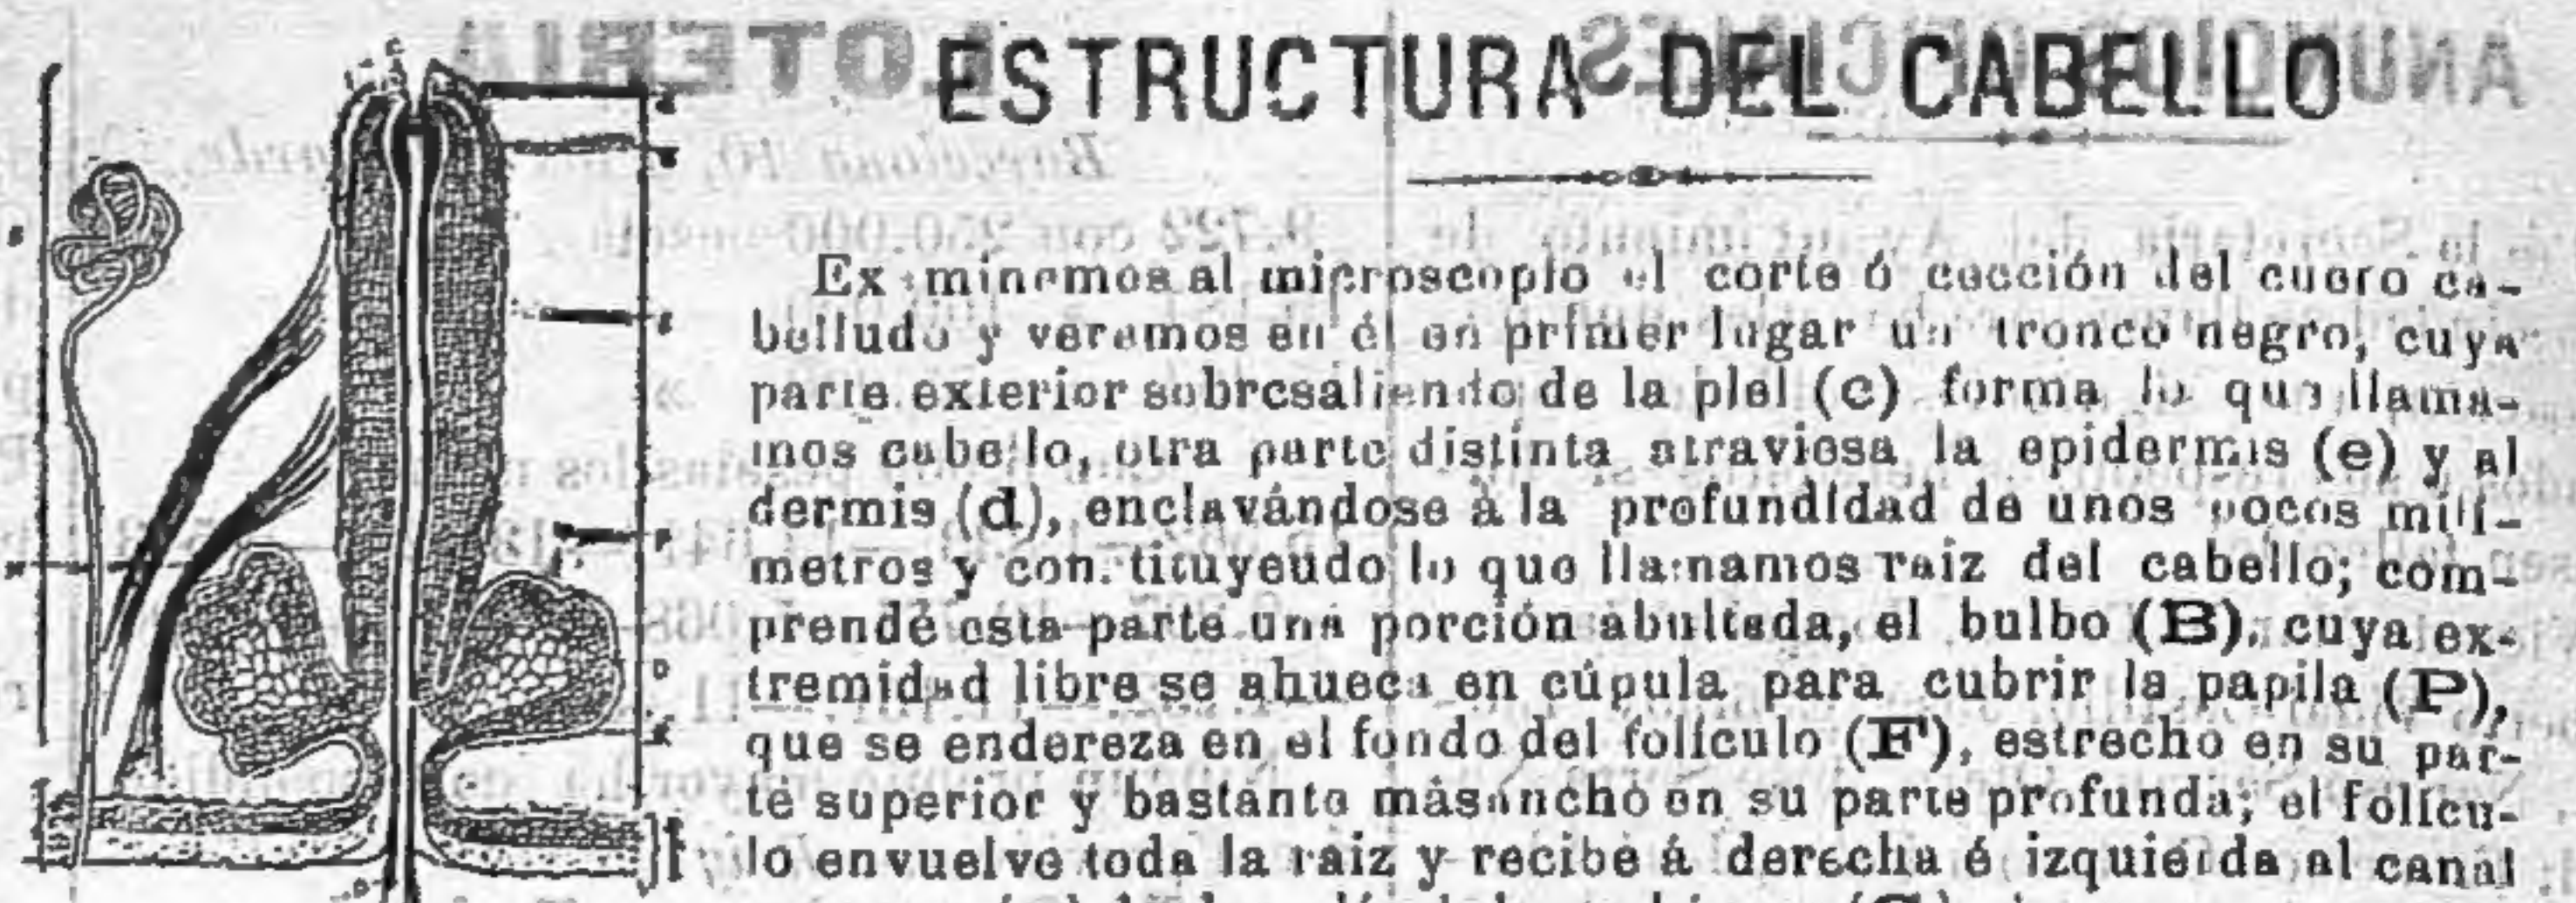 ESTRUCTURA DEL CABELLO
Examinemos al microscopio el corte ó cección del cuero ca-
belludo y veremos en él en primer lugar un tronco negro, cuya
parte exterior sobresaliendo de la piel (c) forma lo que llama-
mos cabello, otra parte distinta atraviesa la epidermis (e) y al
dermis (d), enclavándose à la profundidad de unos pocos milí-
metros y constituyendo lo que llamamos raiz del cabello; com-
prende esta parte una porción abultada, el bulbo (B), cuya ex-
tremidad libre se ahueca en cúpula para cubrir la papila (P),
que se endereza en el fondo del folículo (F), estrecho en su par-
te superior y bastante más ancho en su parte profunda; el folícu-
lo envuelve toda la raiz y recibe á derecha é izquierda al canal